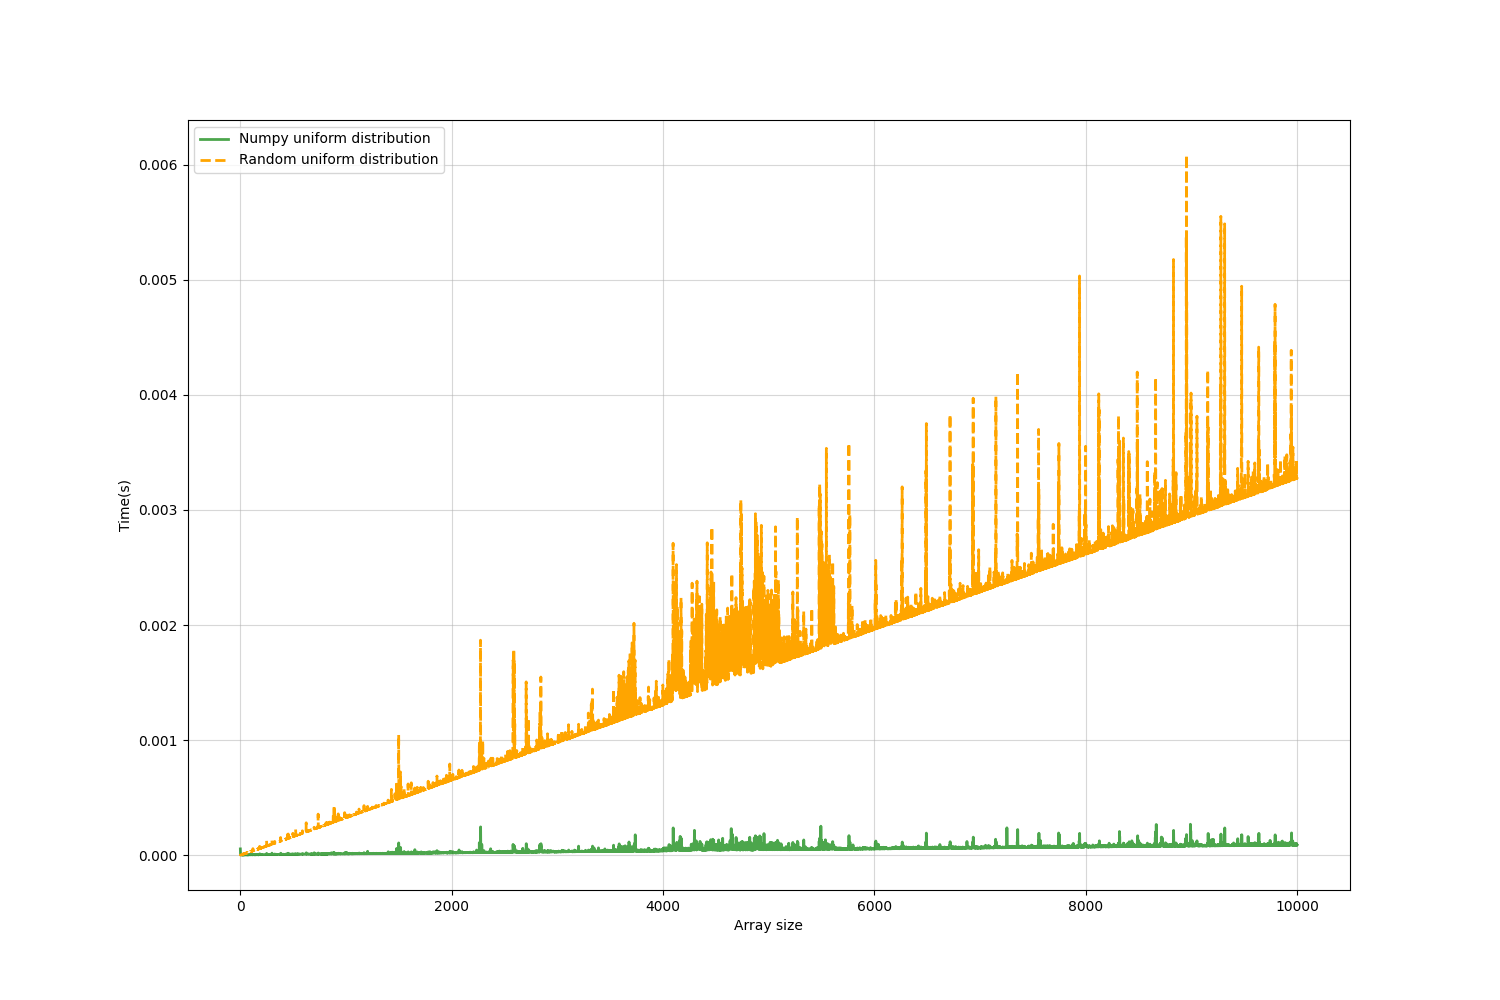 Numpy uniform distribution
Random uniform distribution
0.006
0.005
0.004
0.003
0.002
0.001
0.000
Time(s)
0 2000 4000 6000 8000 10000
Array size